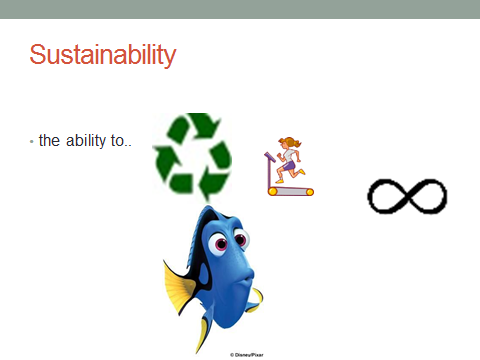 Sustainability
the ability to..
© Disney/Pixar